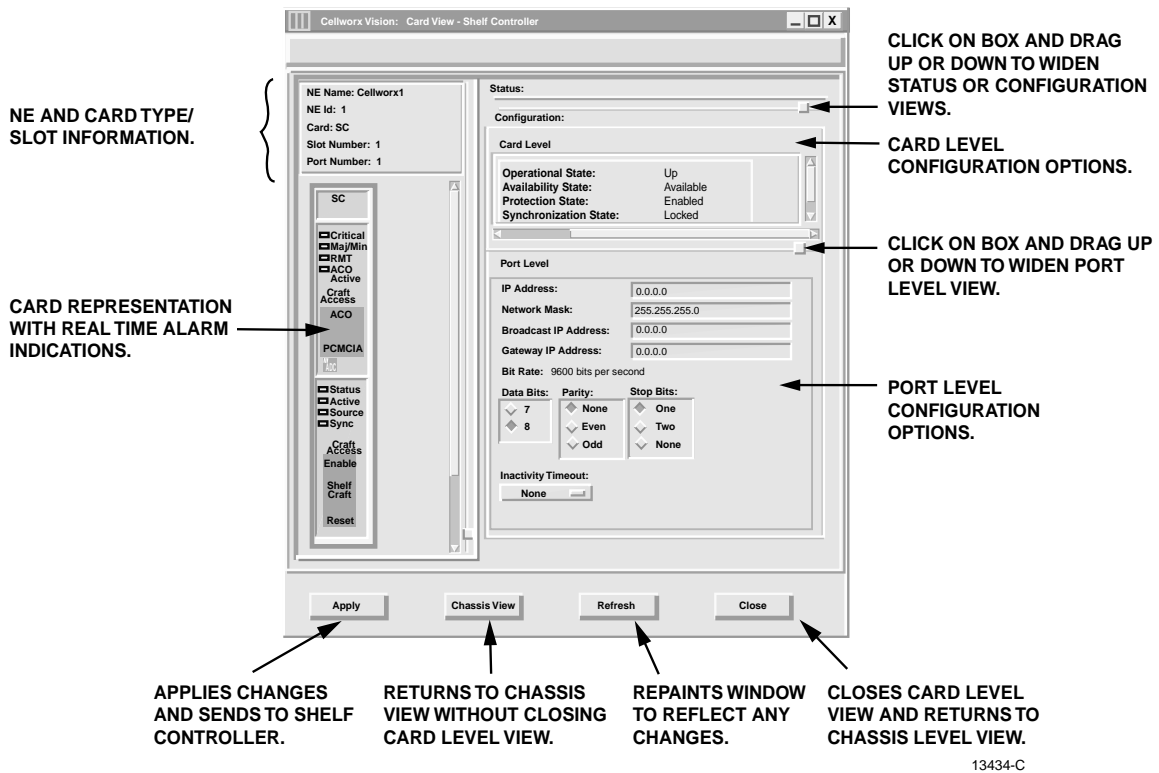 Cellworx Vision: Card View - Shelf Controller
X
CLICK ON BOX AND DRAG
UP OR DOWN TO WIDEN
STATUS OR CONFIGURATION
VIEWS.
NE AND CARD TYPE/
SLOT INFORMATION.
NE Name: Cellworx1
NE Id: 1
Card: SC
Slot Number: 1
Port Number: 1
Status:
Configuration:
Card Level
Operational State: Up
Availability State: Available
Protection State: Enabled
Synchronization State: Locked
CARD LEVEL
CONFIGURATION OPTIONS.
CLICK ON BOX AND DRAG UP
OR DOWN TO WIDEN PORT
LEVEL VIEW.
CARD REPRESENTATION
WITH REAL TIME ALARM
INDICATIONS.
SC
Critical
Maj/Min
RMT
ACO
Active
Craft
Access
ACO
PCMCIA
Status
Active
Source
Sync
Craft
Access
Enable
Shelf
Craft
Reset
Port Level
IP Address: 0.0.0.0
Network Mask: 255.255.255.0
Broadcast IP Address: 0.0.0.0
Gateway IP Address: 0.0.0.0
Bit Rate: 9600 bits per second
Data Bits: Parity: Stop Bits:
7 None One
8 Even Two
Odd None
Inactivity Timeout:
None
PORT LEVEL
CONFIGURATION
OPTIONS.
Apply Chassis View Refresh Close
APPLIES CHANGES
AND SENDS TO SHELF
CONTROLLER.
RETURNS TO CHASSIS
VIEW WITHOUT CLOSING
CARD LEVEL VIEW.
REPAINTS WINDOW
TO REFLECT ANY
CHANGES.
CLOSES CARD LEVEL
VIEW AND RETURNS TO
CHASSIS LEVEL VIEW.
13434-C